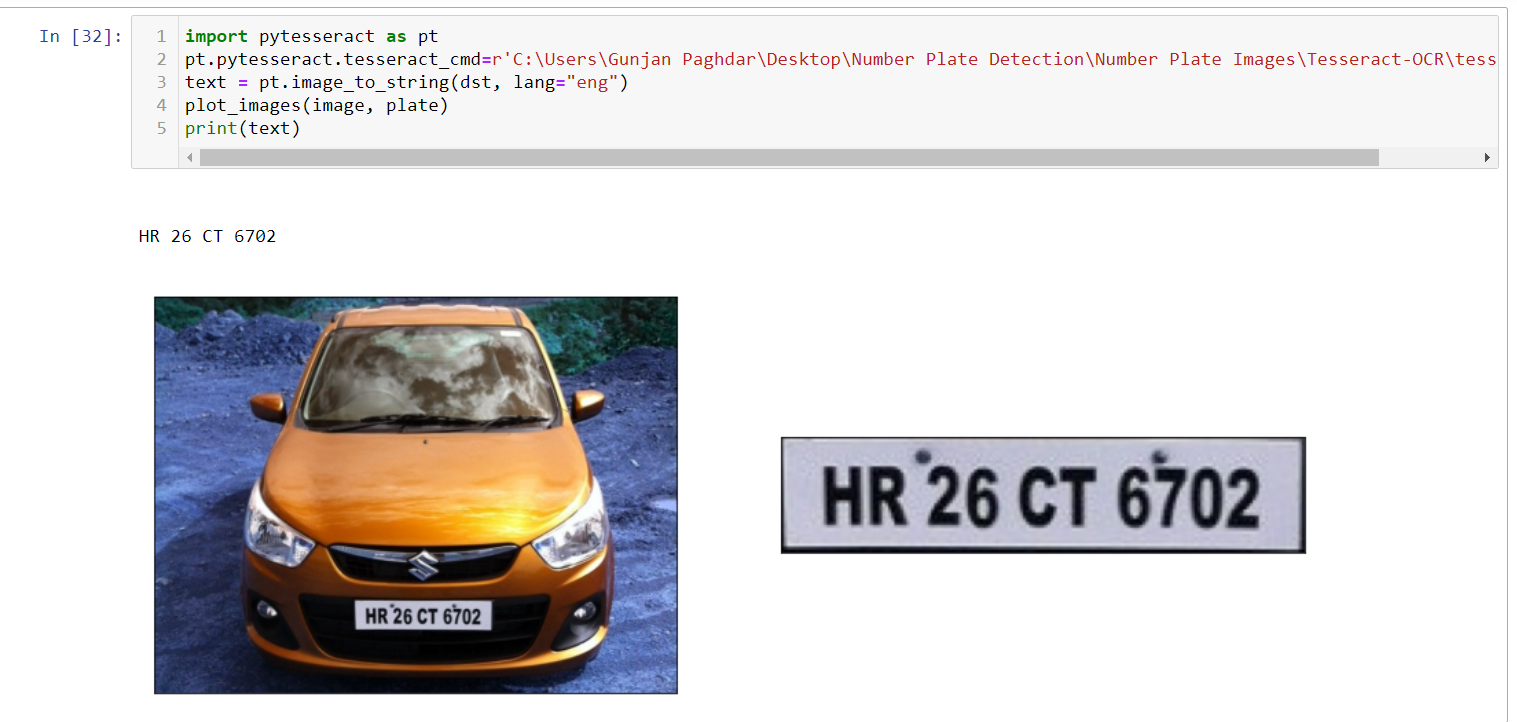 In [32]:
1 import pytesseract as pt
2 pt.pytesseract.tesseract_cmd=r'C:\Users\Gunjan Paghdar\Desktop\Number Plate Detection\Number Plate Images\Tesseract-OCR\tess
3 text = pt.image_to_string(dst, lang="eng")
4 plot_images(image, plate)
5 print(text)
HR 26 CT 6702
HR 26 CT 6702
HR 26 CT 6702